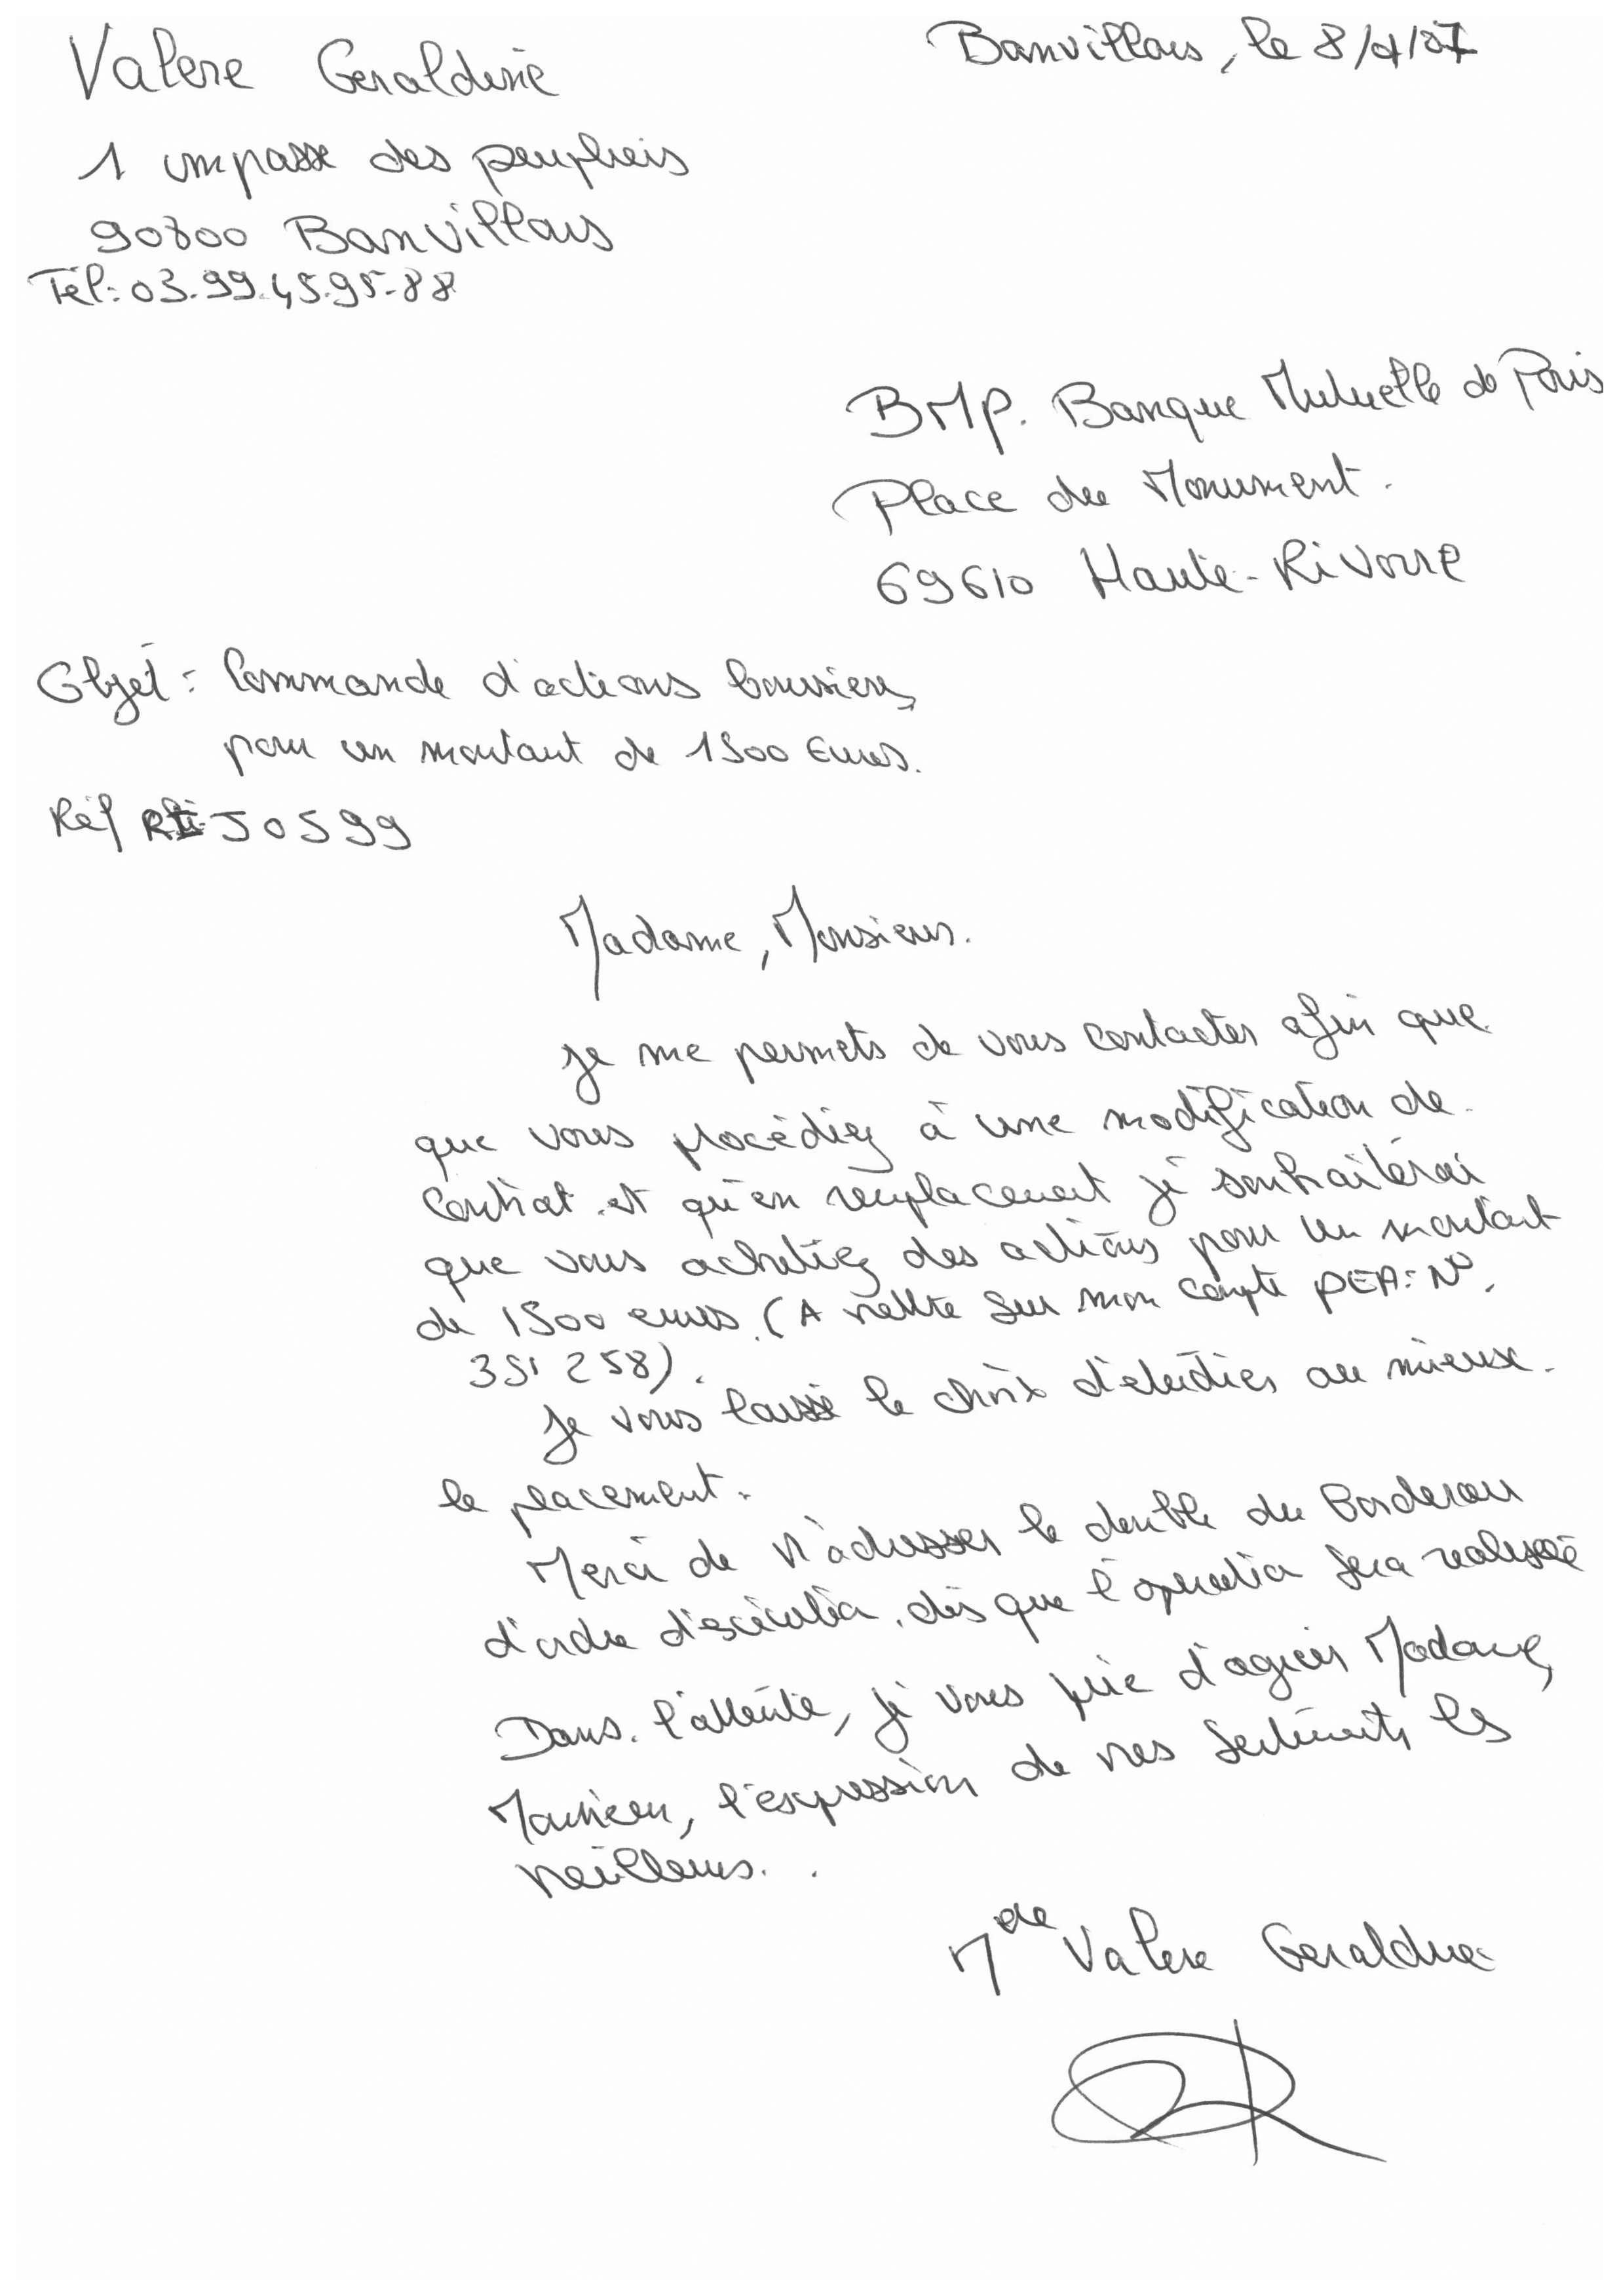 Valere Geraldine
Banvillars, le 8/4/07
1 impasse des peupliers
90800 Banvillars
Tél: 03.99.45.95.88
BMP. Banque Mutuelle de Paris
Place du Monument.
69610 Haute-Rivoire
Objet: Commande d'actions boursières
pour un montant de 1500 Euros.
Réf 50599
Madame, Monsieur.
je me permets de vous contacter afin que
que vous procédiez à une modification de
contrat et qu'en remplacement je souhaiterai
que vous achetiez des actions pour un montant
de 1500 euros. (A mettre sur mon compte PEA: N°
351 258).
Je vous laisse le choix d'étudier au mieux
le placement.
Merci de m'adresser le double du Bordereau
d'ordre d'exécution, dès que l'opération sera réalisée
Dans l'attente, je vous prie d'agréer Madame,
Monsieur, l'expression de mes sentiments les
meilleurs.
Mde Valere Geraldine